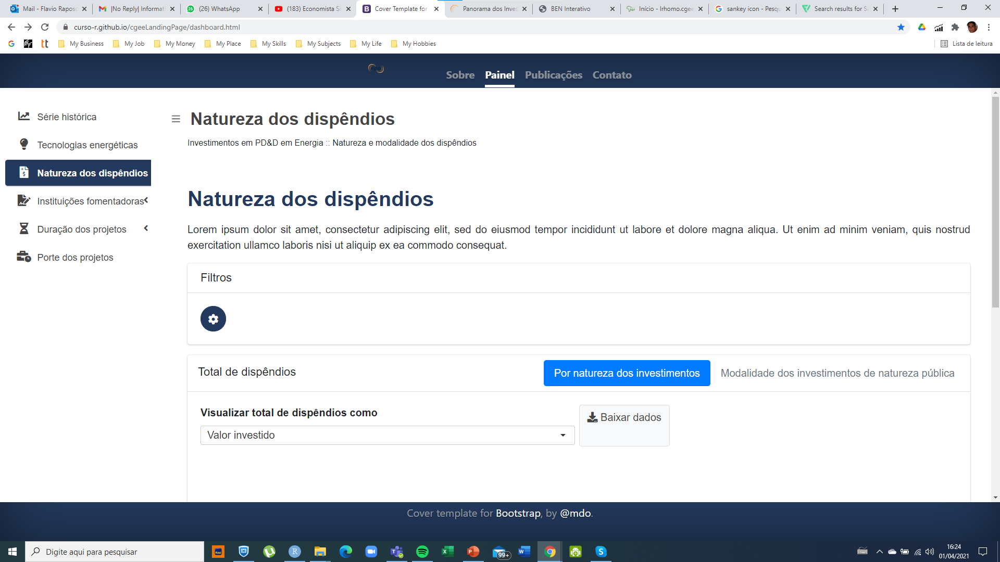 Mail - Flavio Raposo
[No Reply] Informat
(26) WhatsApp
(183) Economista Si
Cover Template for
Panorama dos Inves
BEN Interativo
Início - Irhomo.cgee
sankey icon - Pesqu
Search results for Sa
curso-r.github.io/cgeeLandingPage/dashboard.html
My Business
My Job
My Money
My Place
My Skills
My Subjects
My Life
My Hobbies
Lista de leitura
Sobre
Painel
Publicações
Contato
Série histórica
Tecnologias energéticas
Natureza dos dispêndios
Instituições fomentadoras
Duração dos projetos
Porte dos projetos
Natureza dos dispêndios
Investimentos em PD&D em Energia :: Natureza e modalidade dos dispêndios
Natureza dos dispêndios
Lorem ipsum dolor sit amet, consectetur adipiscing elit, sed do eiusmod tempor incididunt ut labore et dolore magna aliqua. Ut enim ad minim veniam, quis nostrud
exercitation ullamco laboris nisi ut aliquip ex ea commodo consequat.
Filtros
Total de dispêndios
Por natureza dos investimentos
Modalidade dos investimentos de natureza pública
Visualizar total de dispêndios como
Valor investido
Baixar dados
Cover template for Bootstrap, by @mdo.
Digite aqui para pesquisar
99+
16:24
01/04/2021